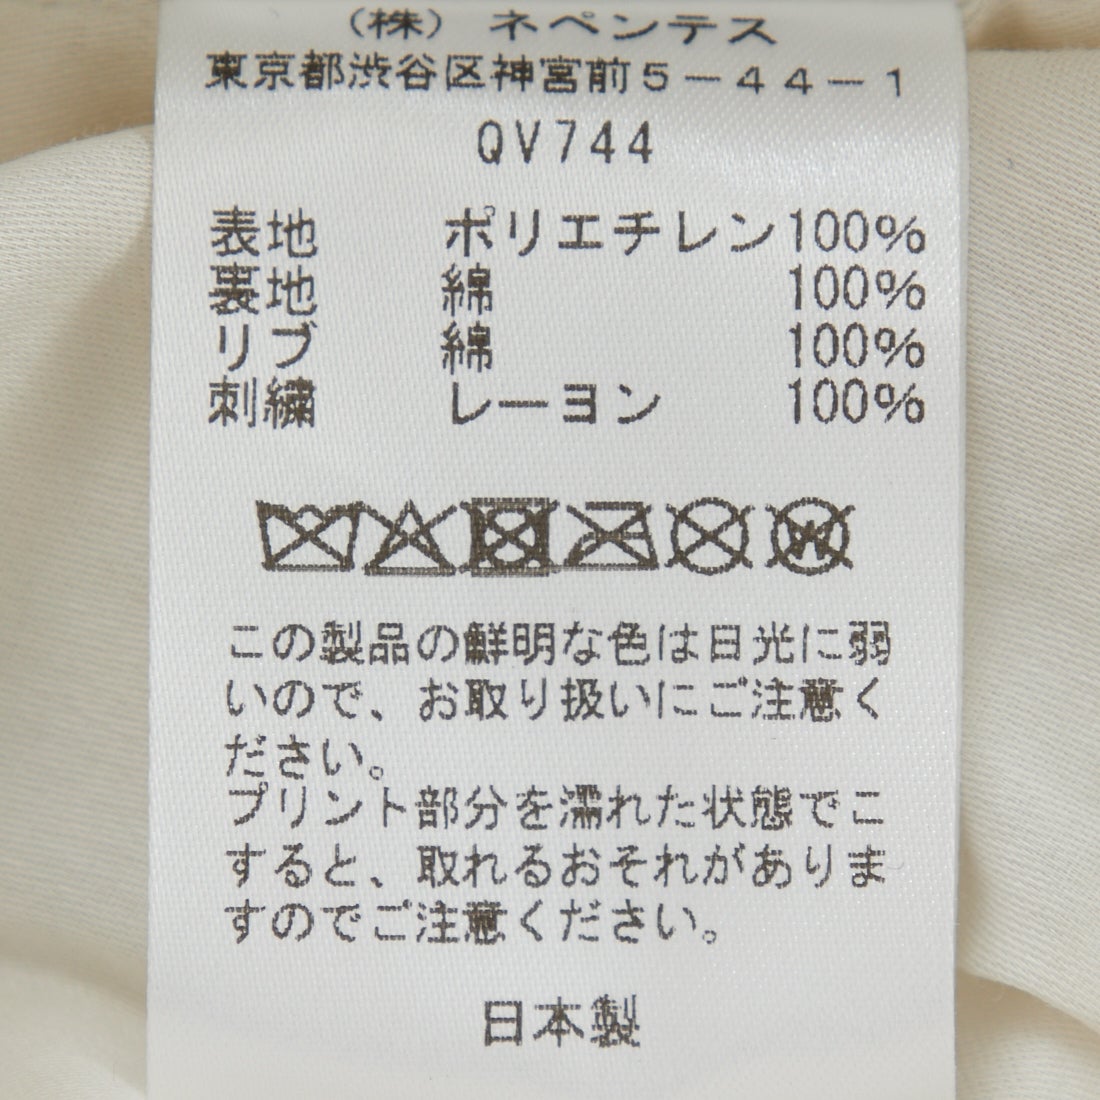 （株）ネペンテス
東京都渋谷区神宮前５－４４－１
QV744
表地 ポリエチレン100%
裏地 綿 100%
リブ 綿 100%
刺繍 レーヨン 100%
この製品の鮮明な色は日光に弱
いので、お取り扱いにご注意く
ださい。
プリント部分を濡れた状態でこ
すると、取れるおそれがありま
すのでご注意ください。
日本製